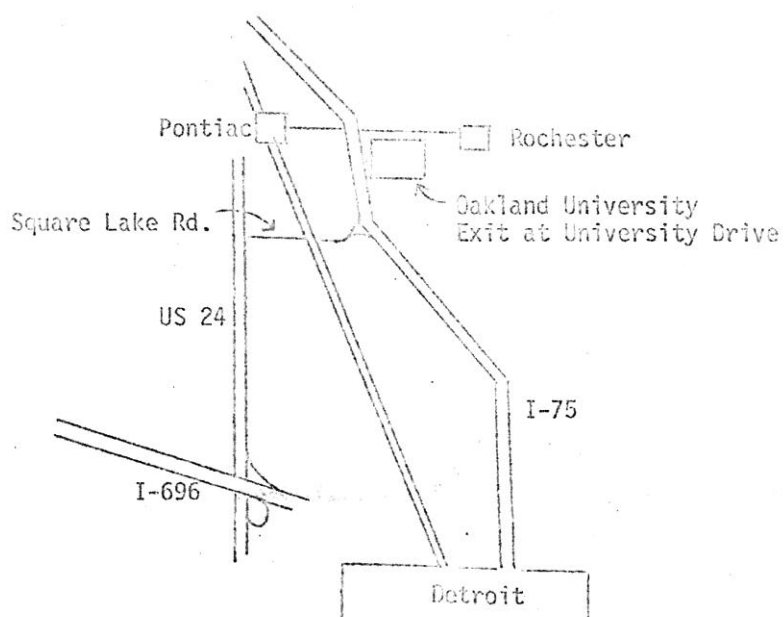 Pontiac
Rochester
Oakland University
Exit at University Drive
Square Lake Rd.
US 24
I-75
I-696
Detroit